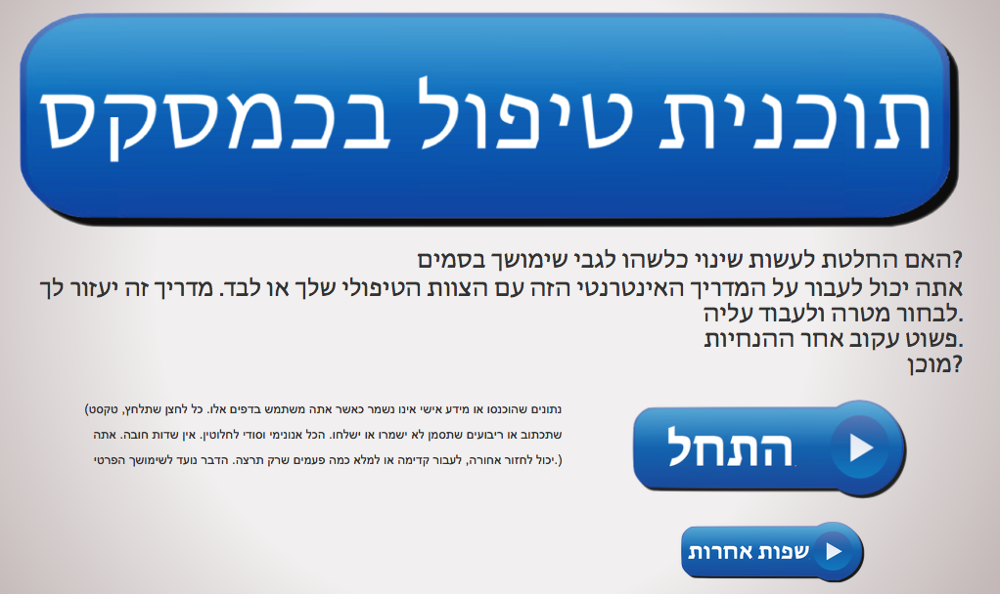 תוכנית טיפול בכמסקס
האם החלטת לעשות שינוי כלשהו לגבי שימושך בסמים?
אתה יכול לעבור על המדריך האינטרנטי הזה עם הצוות הטיפולי שלך או לבד. מדריך זה יעזור לך
לבחור מטרה ולעבוד עליה.
פשוט עקוב אחר ההנחיות.
מוכן?
התחל
נתונים שהוכנסו או מידע אישי אינו נשמר כאשר אתה משתמש בדפים אלו. כל לחצן שתלחץ, טקסט)
שתכתוב או ריבועים שתסמן לא ישמרו או ישלחו. הכל אנונימי וסודי לחלוטין. אין שדות חובה. אתה
יכול לחזור אחורה, לעבור קדימה או למלא כמה פעמים שרק תרצה. הדבר נועד לשימושך הפרטי.)
שפות אחרות